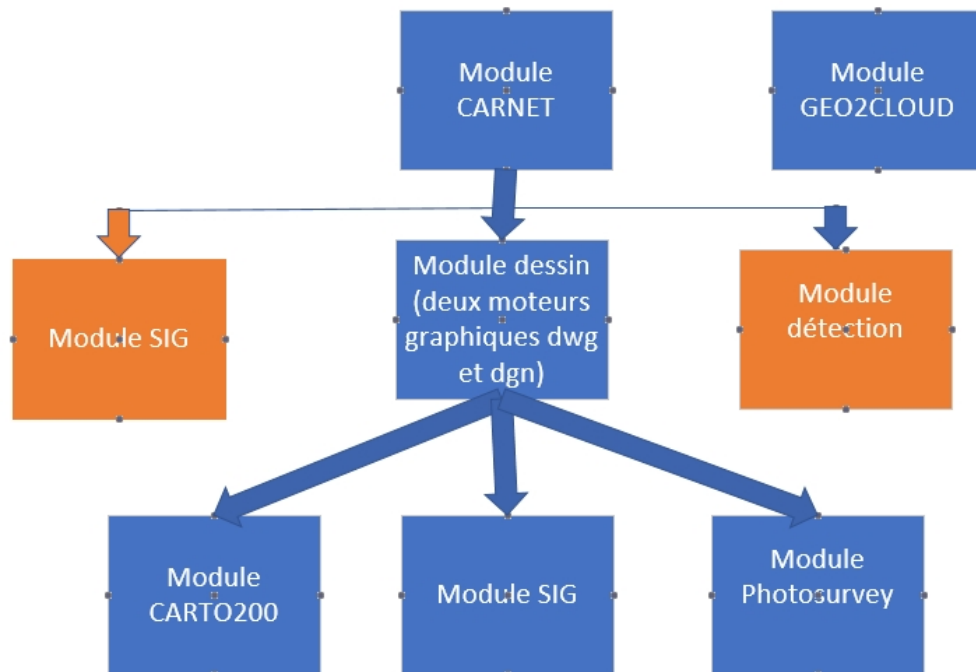 Module
CARNET
Module
GEO2CLOUD
Module SIG
Module dessin
(deux moteurs
graphiques dwg
et dgn)
Module
détection
Module
CARTO200
Module SIG
Module
Photosurvey